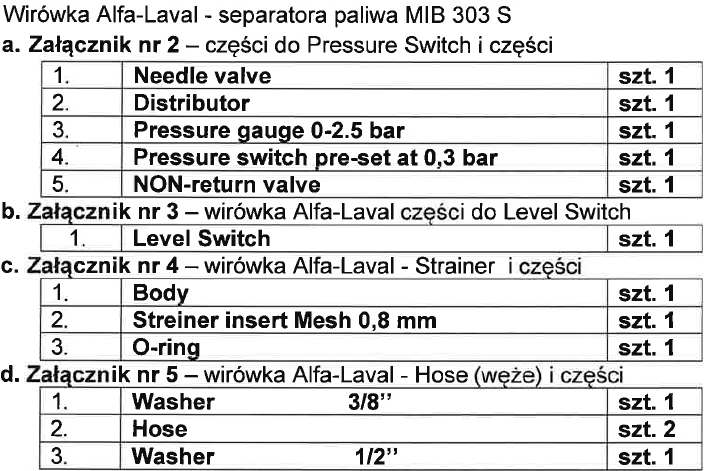 Wirówka Alfa-Laval - separatora paliwa MIB 303 S
a. Załącznik nr 2 – części do Pressure Switch i części
1. Needle valve szt. 1
2. Distributor szt. 1
3. Pressure gauge 0-2.5 bar szt. 1
4. Pressure switch pre-set at 0,3 bar szt. 1
5. NON-return valve szt. 1
b. Załącznik nr 3 – wirówka Alfa-Laval części do Level Switch
1. Level Switch szt. 1
c. Załącznik nr 4 – wirówka Alfa-Laval - Strainer i części
1. Body szt. 1
2. Streiner insert Mesh 0,8 mm szt. 1
3. O-ring szt. 1
d. Załącznik nr 5 – wirówka Alfa-Laval - Hose (węże) i części
1. Washer 3/8’’ szt. 1
2. Hose szt. 2
3. Washer 1/2’’ szt. 1